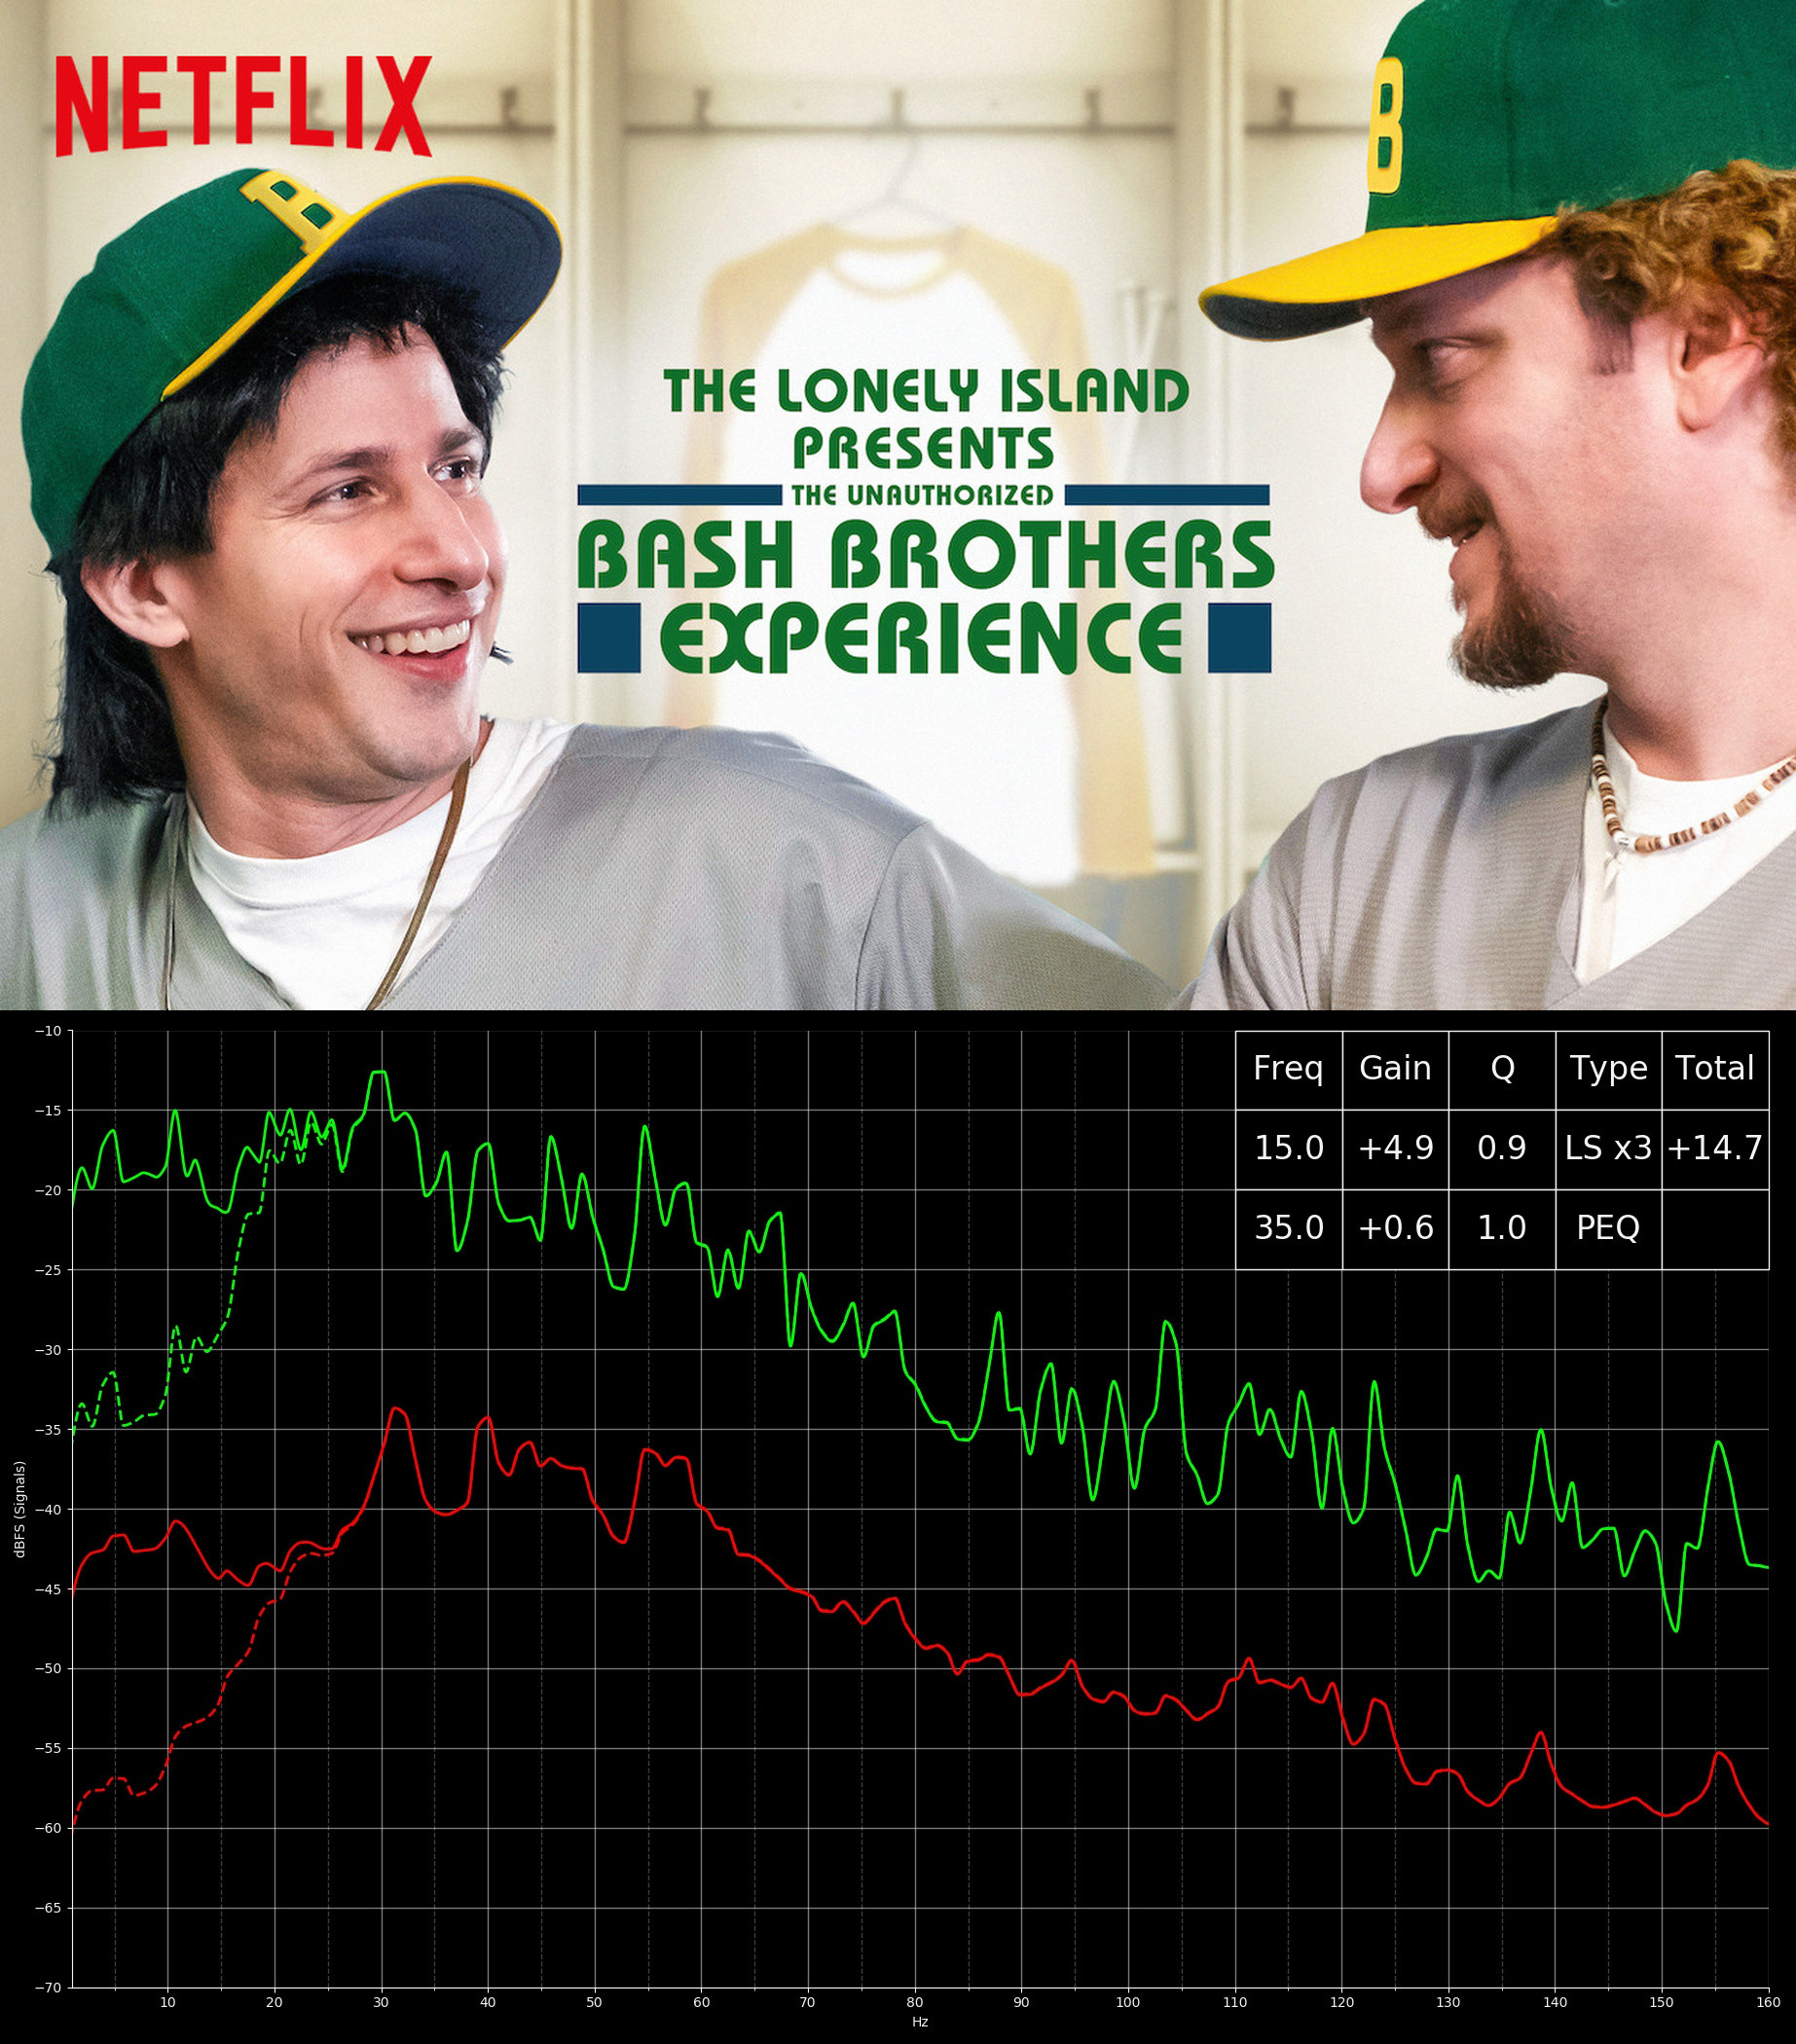 NETFLIX
B
B
THE LONELY ISLAND
PRESENTS
THE UNAUTHORIZED
BASH BROTHERS
EXPERIENCE
Freq Gain Q Type Total
15.0 +4.9 0.9 LS x3 +14.7
35.0 +0.6 1.0 PEQ
−10
−15
−20
−25
−30
−35
−40
−45
−50
−55
−60
−65
−70
dBFS (Signals)
10 20 30 40 50 60 70 80 90 100 110 120 130 140 150 160
Hz